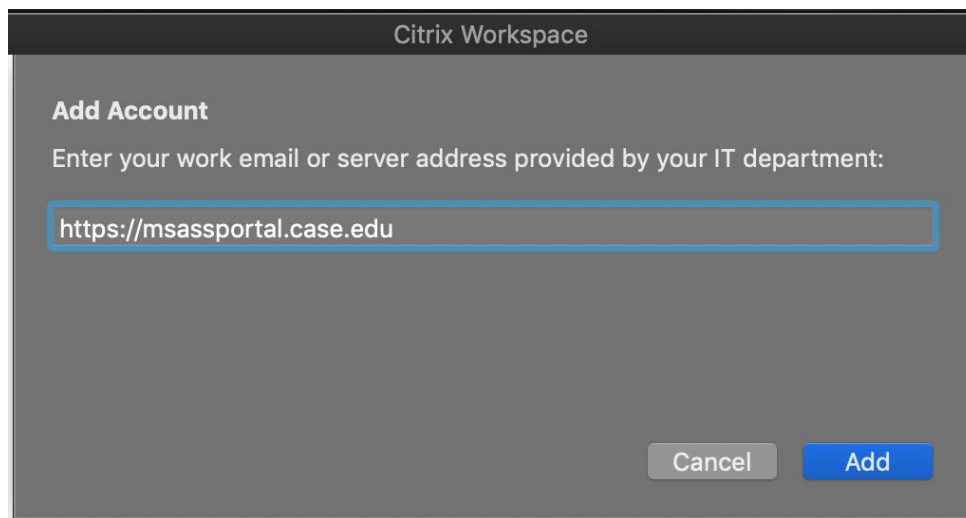 Citrix Workspace
Add Account
Enter your work email or server address provided by your IT department:
https://msassportal.case.edu
Cancel Add